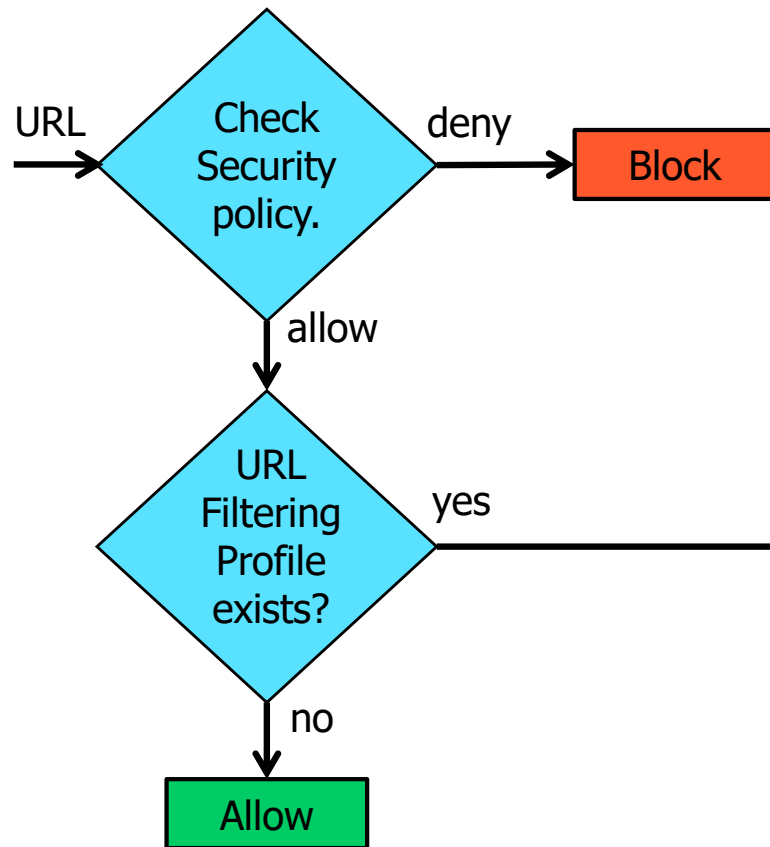 URL
Check
Security
policy.
deny
Block
allow
URL
Filtering
Profile
exists?
yes
no
Allow